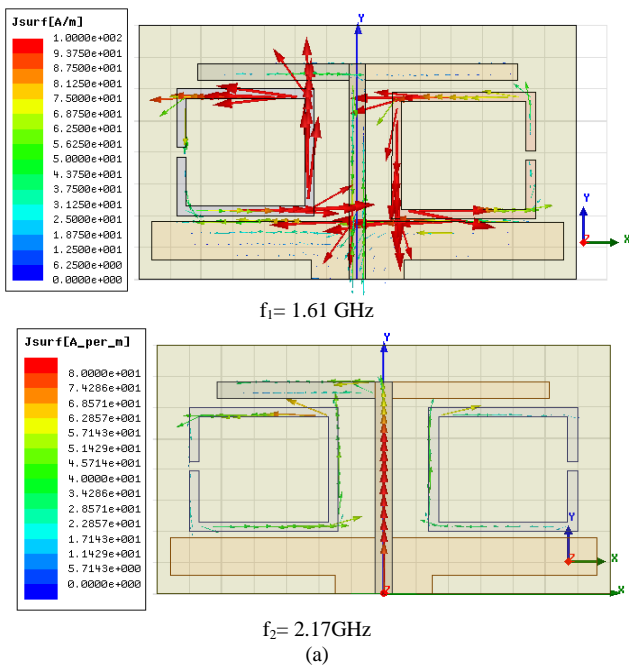 Jsurf[A/m]
1.0000e+002
9.3750e+001
8.7500e+001
8.1250e+001
7.5000e+001
6.8750e+001
6.2500e+001
5.6250e+001
5.0000e+001
4.3750e+001
3.7500e+001
3.1250e+001
2.5000e+001
1.8750e+001
1.2500e+001
6.2500e+000
0.0000e+000
Y
Y
X
Z
f1= 1.61 GHz
Jsurf[A_per_m]
8.0000e+001
7.4286e+001
6.8571e+001
6.2857e+001
5.7143e+001
5.1429e+001
4.5714e+001
4.0000e+001
3.4286e+001
2.8571e+001
2.2857e+001
1.7143e+001
1.1429e+001
5.7143e+000
0.0000e+000
Y
Y
X
Z
X
f2= 2.17GHz
(a)